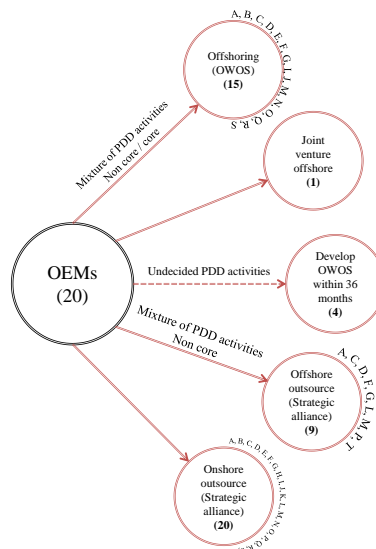 A, B, C, D, E, F, G, I, J, M, N, O, Q, R, S
Offshoring
(OWOS)
(15)
Mixture of PDD activities
Non core / core
Joint
venture
offshore
(1)
OEMs
(20)
Undecided PDD activities
Develop
OWOS
within 36
months
(4)
Mixture of PDD activities
Non core
A, C, D, F, G, L, M, P, T
Offshore
outsource
(Strategic
alliance)
(9)
A, B, C, D, E, F, G, H, I, J, K, L, M, N, O, P, Q,
Onshore
outsource
(Strategic
alliance)
(20)